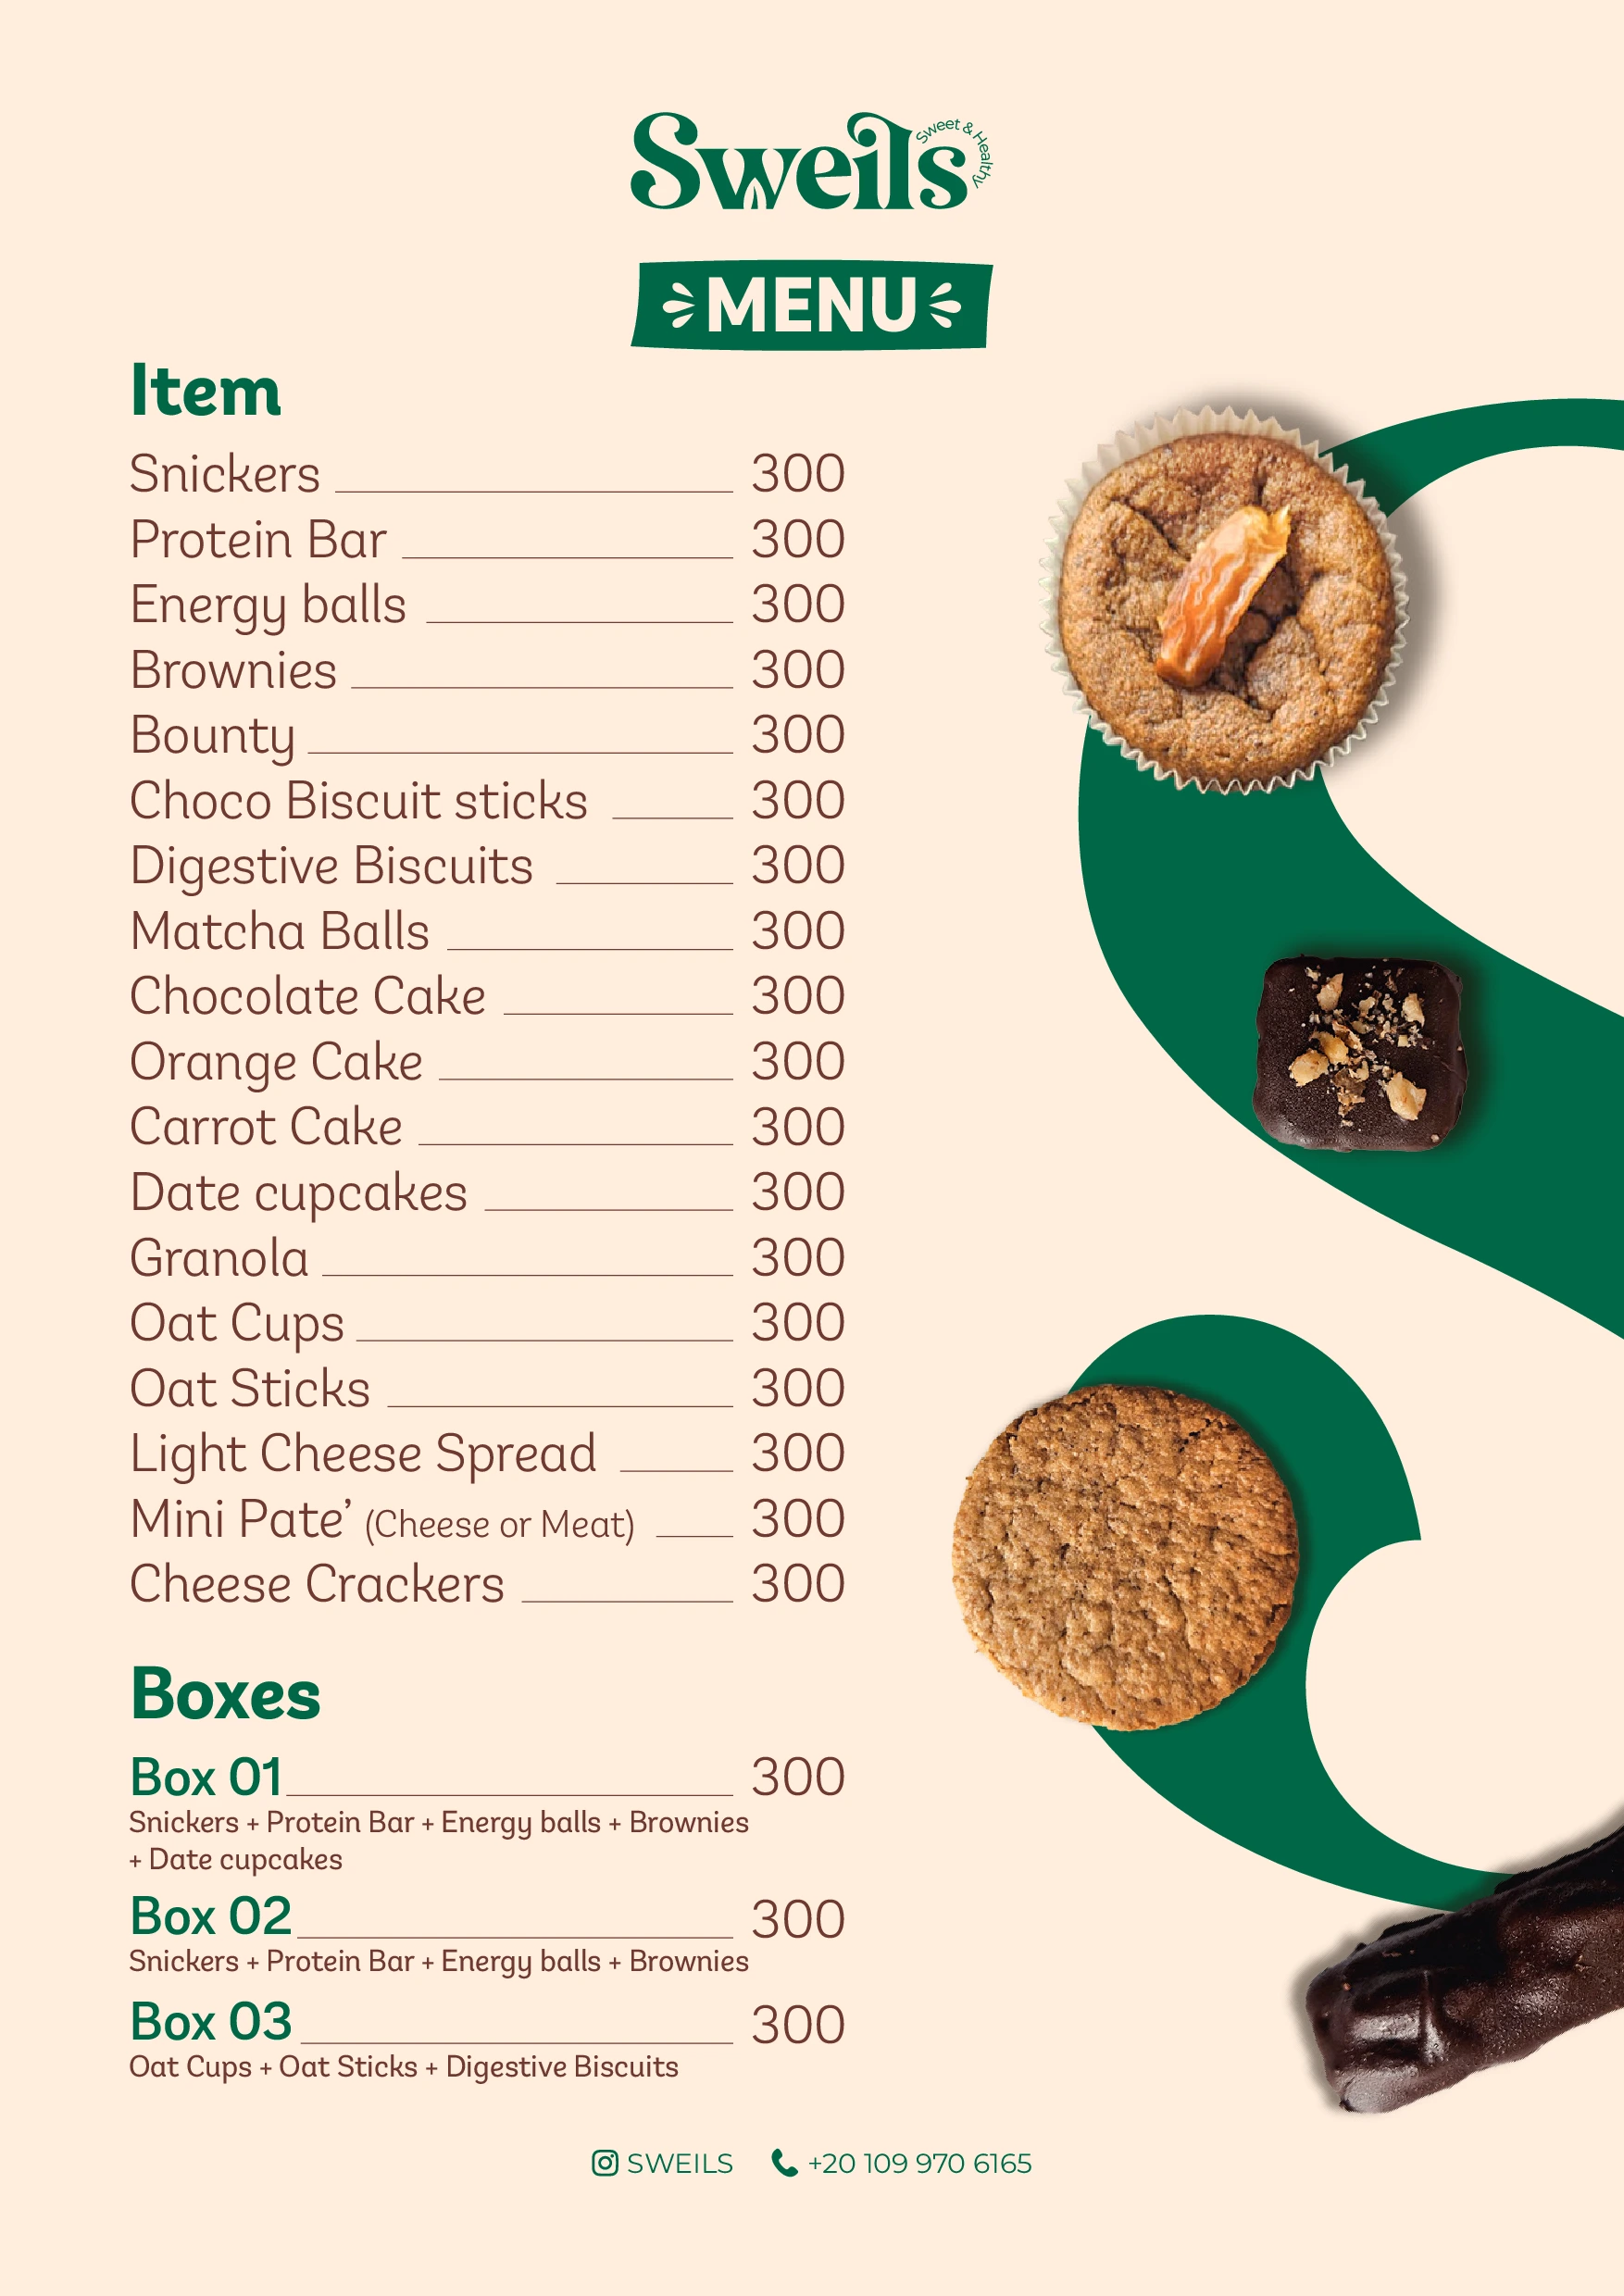 Sweils
Sweet & Healthy
MENU
Item
Snickers 300
Protein Bar 300
Energy balls 300
Brownies 300
Bounty 300
Choco Biscuit sticks 300
Digestive Biscuits 300
Matcha Balls 300
Chocolate Cake 300
Orange Cake 300
Carrot Cake 300
Date cupcakes 300
Granola 300
Oat Cups 300
Oat Sticks 300
Light Cheese Spread 300
Mini Pate’ (Cheese or Meat) 300
Cheese Crackers 300
Boxes
Box 01 300
Snickers + Protein Bar + Energy balls + Brownies
+ Date cupcakes
Box 02 300
Snickers + Protein Bar + Energy balls + Brownies
Box 03 300
Oat Cups + Oat Sticks + Digestive Biscuits
SWEILS +20 109 970 6165